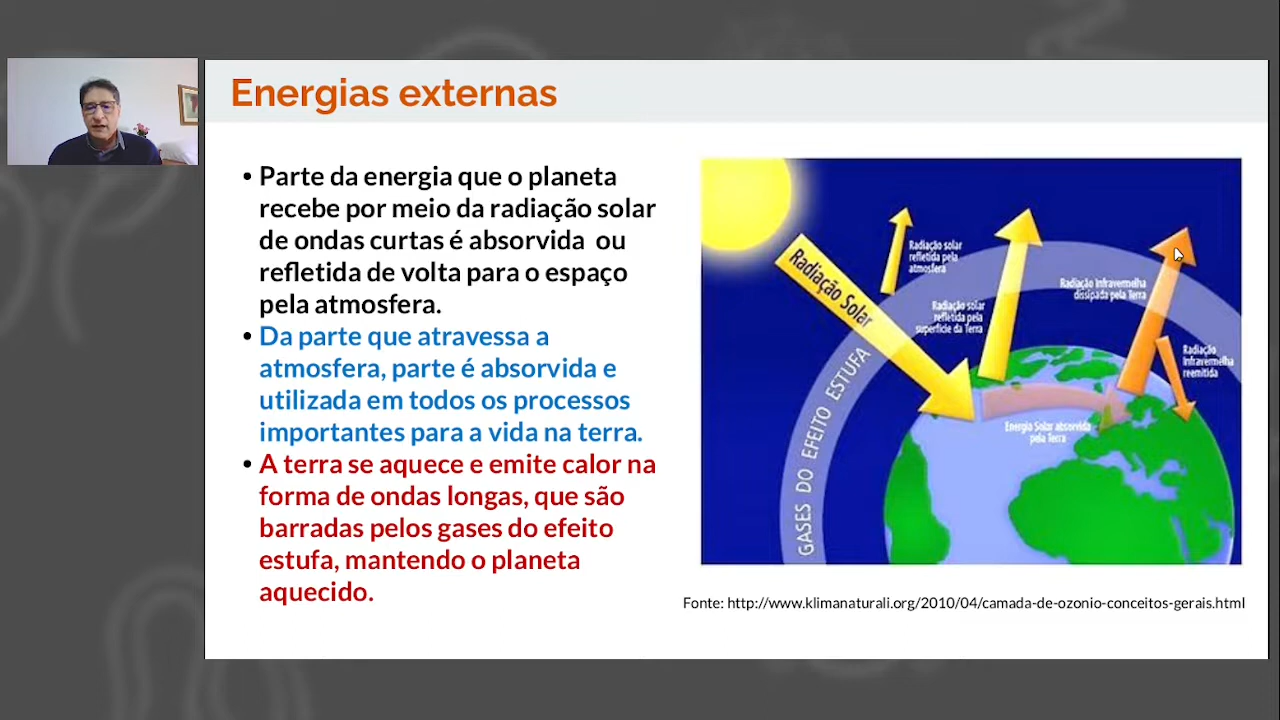 Energias externas
• Parte da energia que o planeta
recebe por meio da radiação solar
de ondas curtas é absorvida  ou
refletida de volta para o espaço
pela atmosfera.
• Da parte que atravessa a
atmosfera, parte é absorvida e
utilizada em todos os processos
importantes para a vida na terra.
• A terra se aquece e emite calor na
forma de ondas longas, que são
barradas pelos gases do efeito
estufa, mantendo o planeta
aquecido.
Radiação Solar
Radiação solar
refletida pela
atmosfera
Radiação solar
refletida pela
superfície da Terra
Radiação Infravermelha
dissipada pela Terra
Radiação
Infravermelha
reemitida
Energia Solar absorvida
pela Terra
GASES DO EFEITO ESTUFA
Fonte: http://www.klimanaturali.org/2010/04/camada-de-ozonio-conceitos-gerais.html